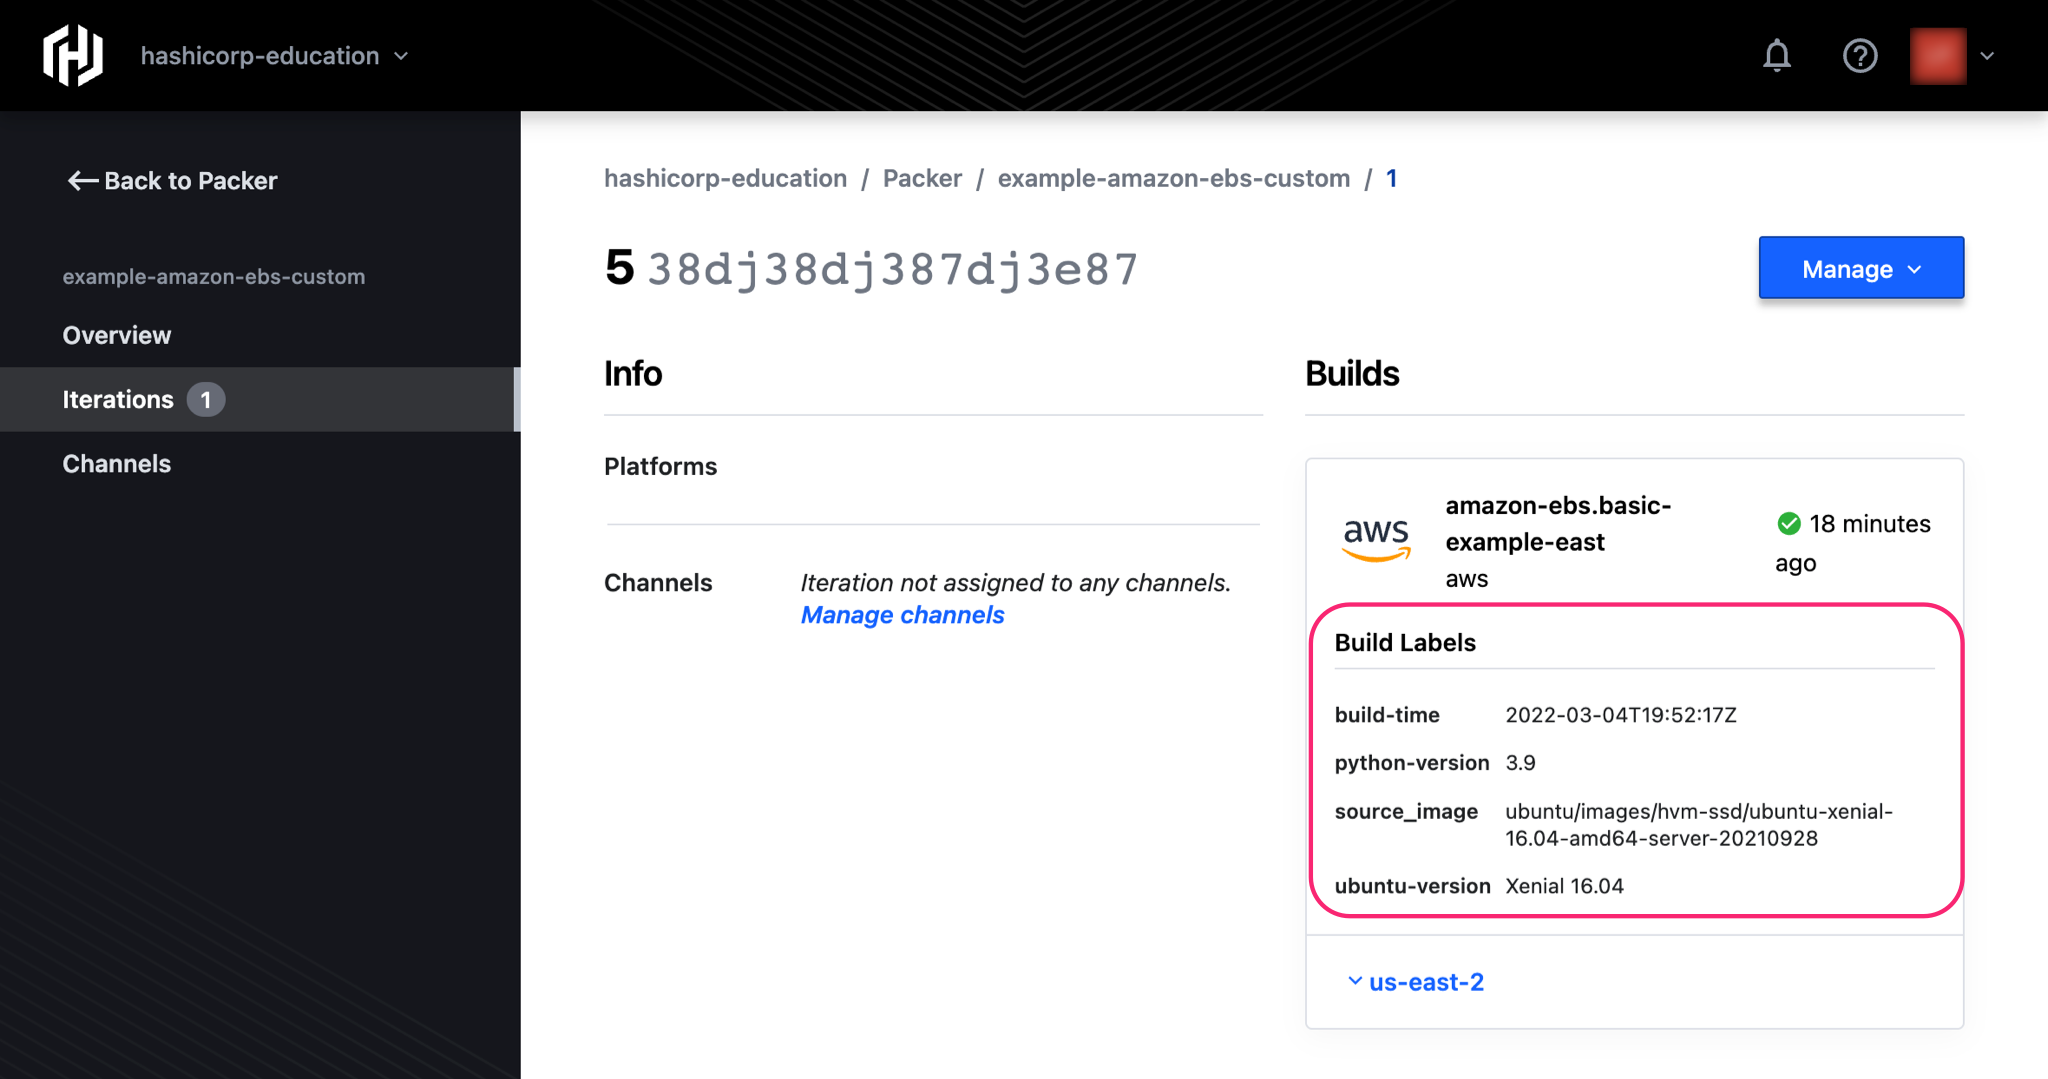 hashicorp-education
Back to Packer
example-amazon-ebs-custom
Overview
Iterations 1
Channels
hashicorp-education / Packer / example-amazon-ebs-custom / 1
5 38dj38dj387dj3e87
Manage
Info
Platforms
Channels
Iteration not assigned to any channels.
Manage channels
Builds
aws
amazon-ebs.basic-
example-east
aws
18 minutes
ago
Build Labels
build-time 2022-03-04T19:52:17Z
python-version 3.9
source_image ubuntu/images/hvm-ssd/ubuntu-xenial-
16.04-amd64-server-20210928
ubuntu-version Xenial 16.04
us-east-2